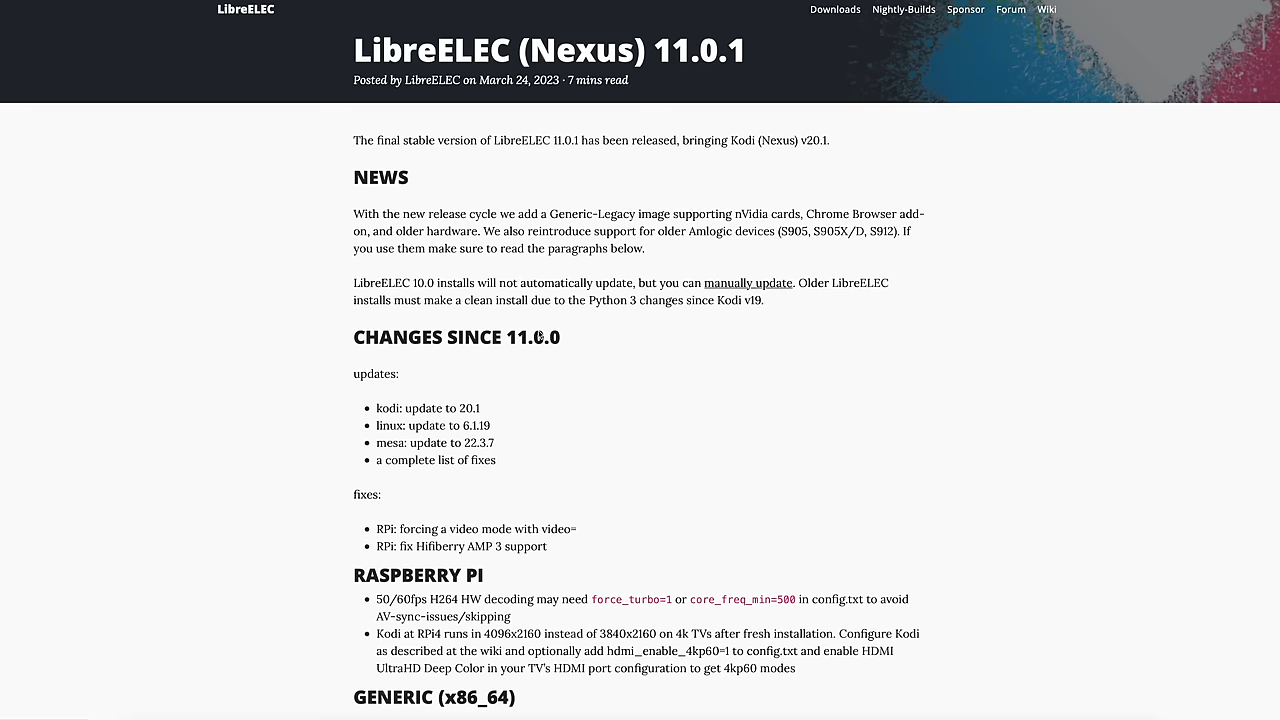 LibreELEC
Downloads Nightly-Builds Sponsor Forum Wiki
LibreELEC (Nexus) 11.0.1
Posted by LibreELEC on March 24, 2023 · 7 mins read
The final stable version of LibreELEC 11.0.1 has been released, bringing Kodi (Nexus) v20.1.
NEWS
With the new release cycle we add a Generic-Legacy image supporting nVidia cards, Chrome Browser add-
on, and older hardware. We also reintroduce support for older Amlogic devices (S905, S905X/D, S912). If
you use them make sure to read the paragraphs below.
LibreELEC 10.0 installs will not automatically update, but you can manually update. Older LibreELEC
installs must make a clean install due to the Python 3 changes since Kodi v19.
CHANGES SINCE 11.0.0
updates:
• kodi: update to 20.1
• linux: update to 6.1.19
• mesa: update to 22.3.7
• a complete list of fixes
fixes:
• RPi: forcing a video mode with video=
• RPi: fix Hifiberry AMP 3 support
RASPBERRY PI
• 50/60fps H264 HW decoding may need force_turbo=1 or core_freq_min=500 in config.txt to avoid
AV-sync-issues/skipping
• Kodi at RPi4 runs in 4096x2160 instead of 3840x2160 on 4k TVs after fresh installation. Configure Kodi
as described at the wiki and optionally add hdmi_enable_4kp60=1 to config.txt and enable HDMI
UltraHD Deep Color in your TV's HDMI port configuration to get 4kp60 modes
GENERIC (x86_64)